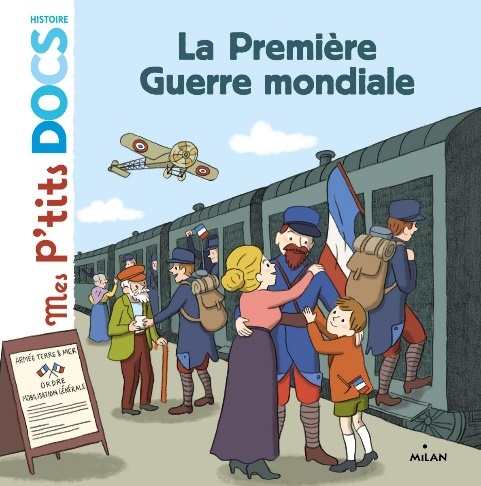 HISTOIRE
Mes p'tits DOCS
La Première
Guerre mondiale
ARMÉE TERRE & MER
ORDRE
MOBILISATION GÉNÉRALE
MiLAN